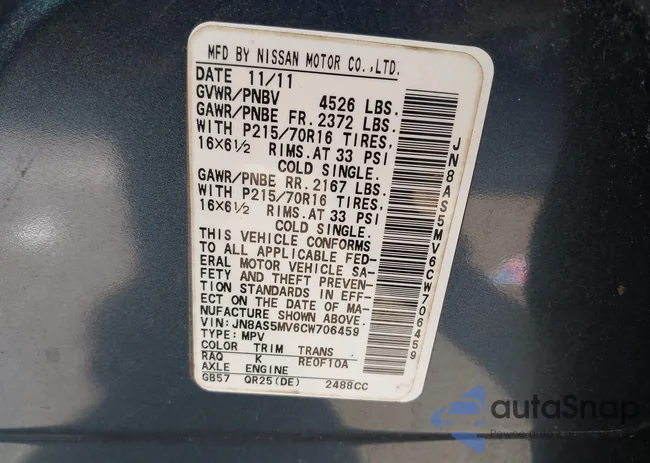 MFD BY NISSAN MOTOR CO.,LTD.
DATE 11/11
GVWR/PNBV 4526 LBS.
GAWR/PNBE FR. 2372 LBS.
WITH P215/70R16 TIRES,
16×6½ RIMS.AT 33 PSI
COLD SINGLE.
GAWR/PNBE RR. 2167 LBS.
WITH P215/70R16 TIRES,
16×6½ RIMS.AT 33 PSI
COLD SINGLE.
THIS VEHICLE CONFORMS
TO ALL APPLICABLE FED-
ERAL MOTOR VEHICLE SA-
FETY AND THEFT PREVEN-
TION STANDARDS IN EFF-
ECT ON THE DATE OF MA-
NUFACTURE SHOWN ABOVE.
VIN: JN8AS5MV6CW706459
TYPE: MPV
COLOR TRIM TRANS
RAQ K RE0F10A
AXLE ENGINE
GB57 QR25(DE) 2488CC
JN8AS5MV6CW706459
autoSnap